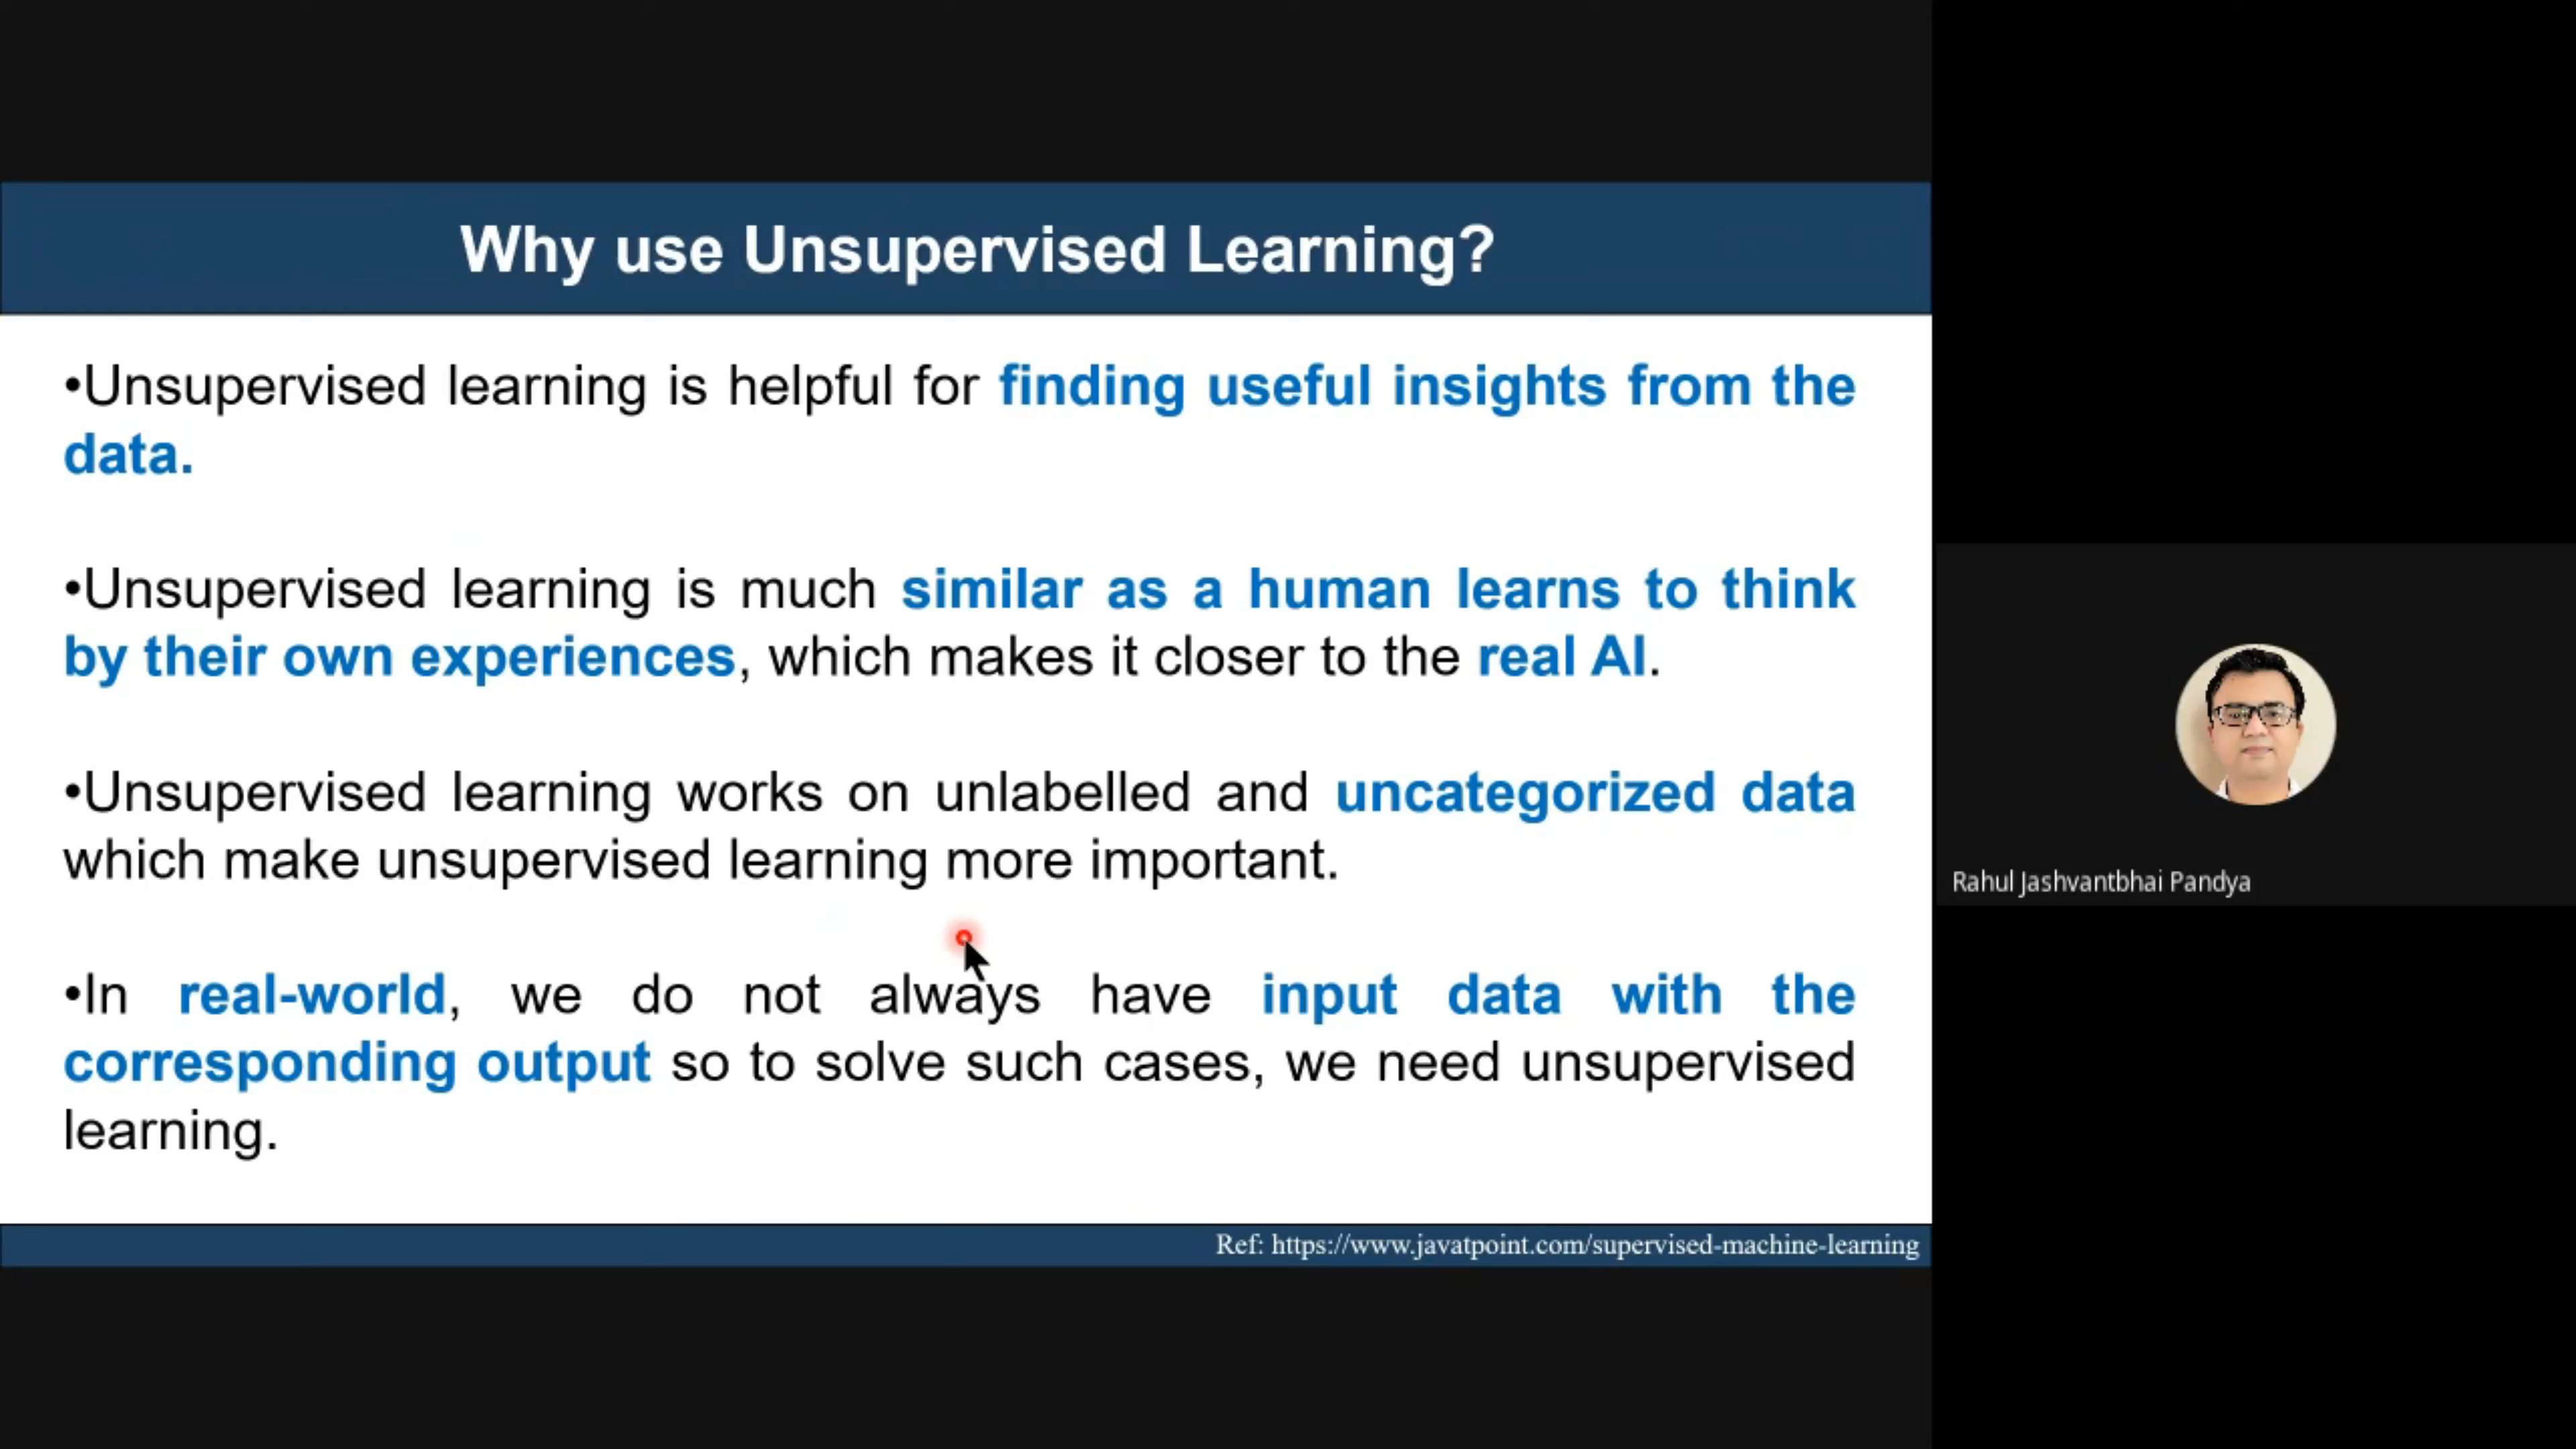 Why use Unsupervised Learning?
•Unsupervised learning is helpful for finding useful insights from the
data.
•Unsupervised learning is much similar as a human learns to think
by their own experiences, which makes it closer to the real AI.
•Unsupervised learning works on unlabelled and uncategorized data
which make unsupervised learning more important.
•In real-world, we do not always have input data with the
corresponding output so to solve such cases, we need unsupervised
learning.
Ref: https://www.javatpoint.com/supervised-machine-learning
Rahul Jashvantbhai Pandya